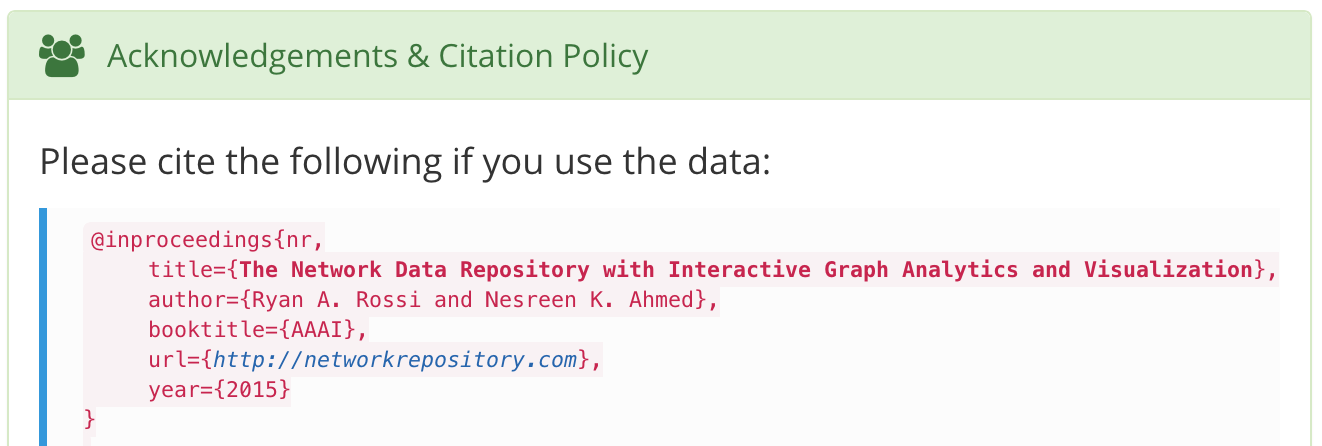 Acknowledgements & Citation Policy
Please cite the following if you use the data:
@inproceedings{nr,
title={The Network Data Repository with Interactive Graph Analytics and Visualization},
author={Ryan A. Rossi and Nesreen K. Ahmed},
booktitle={AAAI},
url={http://networkrepository.com},
year={2015}
}